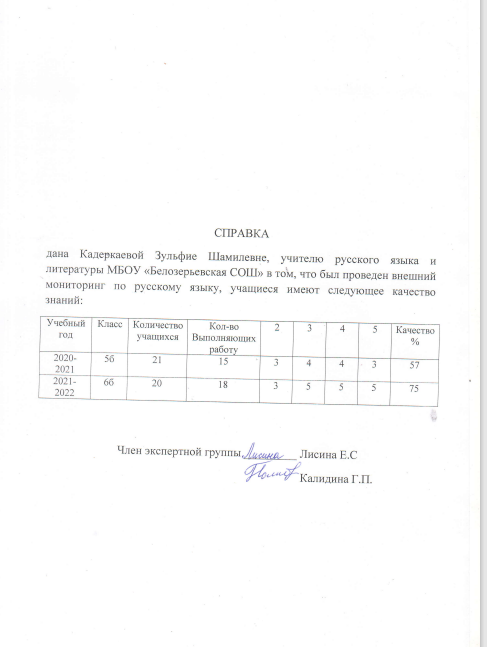 СПРАВКА
дана Кадеркаевой Зульфие Шамилевне, учителю русского языка и
литературы МБОУ «Белозерьевская СОШ» в том, что был проведен внешний
мониторинг по русскому языку, учащиеся имеют следующее качество
знаний:
Учебный год Класс Количество учащихся Кол-во Выполняющих работу 2 3 4 5 Качество %
2020-2021 5б 21 15 3 4 4 3 57
2021-2022 6б 20 18 3 5 5 5 75
Член экспертной группы Лисина Лисина Е.С
Калидина Г.П.